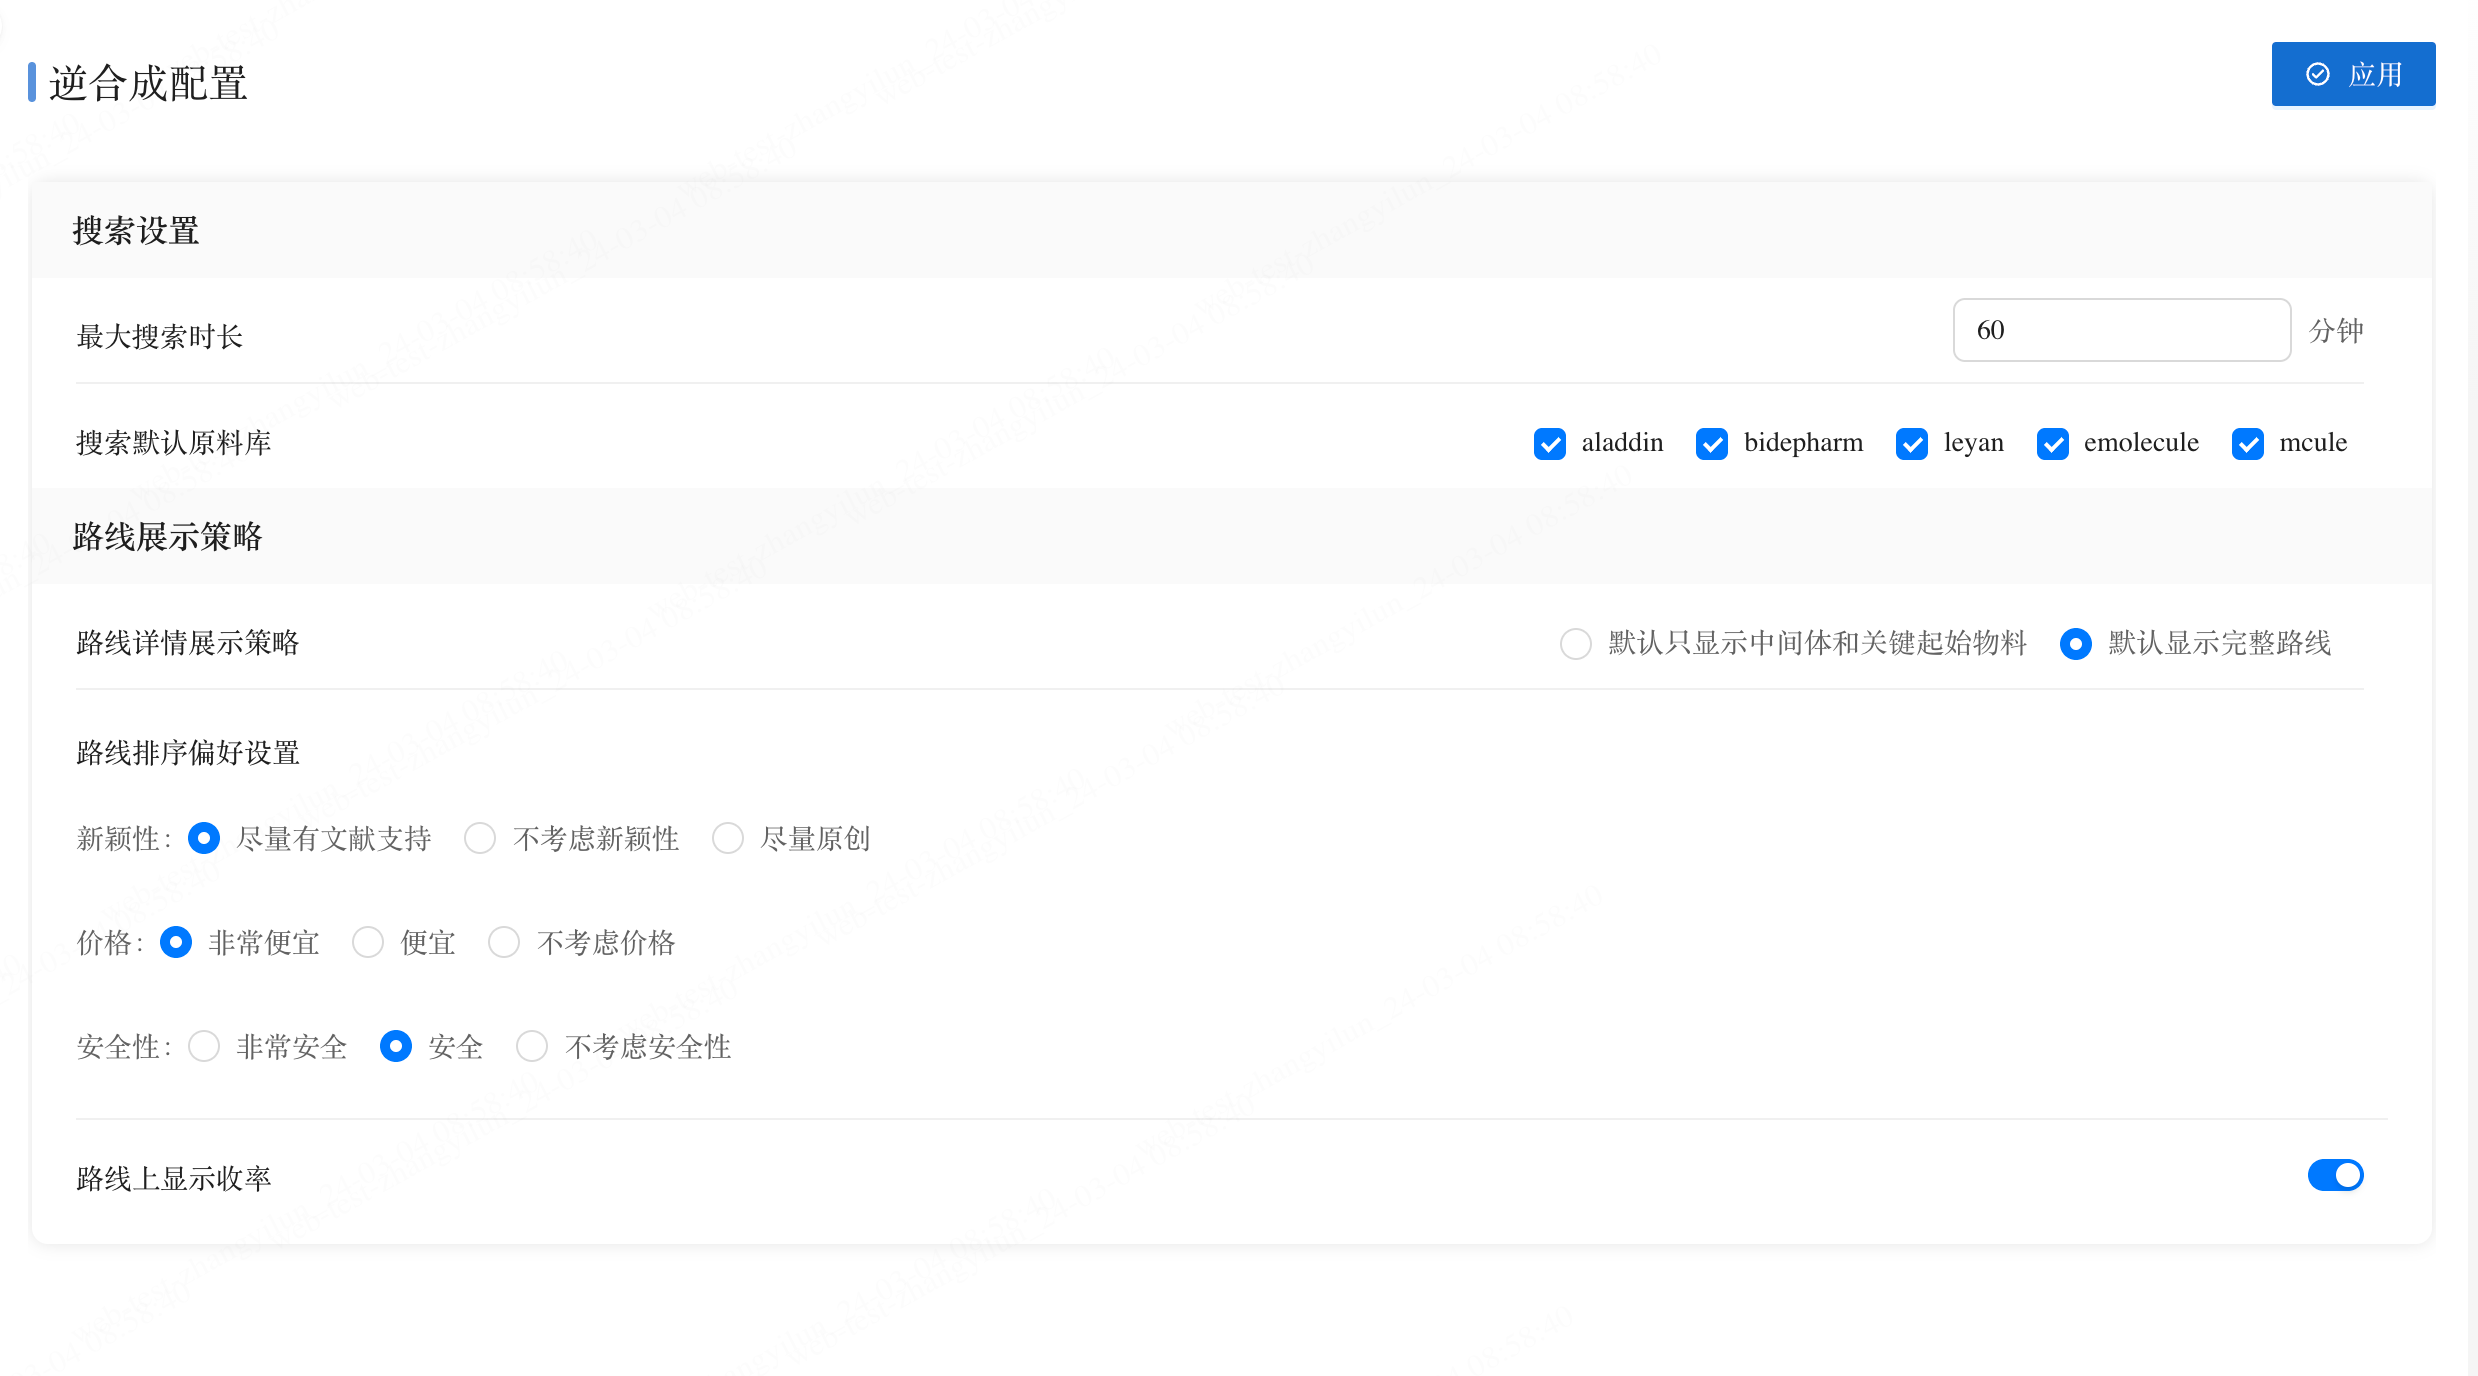 逆合成配置
应用
搜索设置
最大搜索时长 60 分钟
搜索默认原料库 aladdin bidepharm leyan emolecule mcule
路线展示策略
路线详情展示策略 默认只显示中间体和关键起始物料 默认显示完整路线
路线排序偏好设置
新颖性: 尽量有文献支持 不考虑新颖性 尽量原创
价格: 非常便宜 便宜 不考虑价格
安全性: 非常安全 安全 不考虑安全性
路线上显示收率